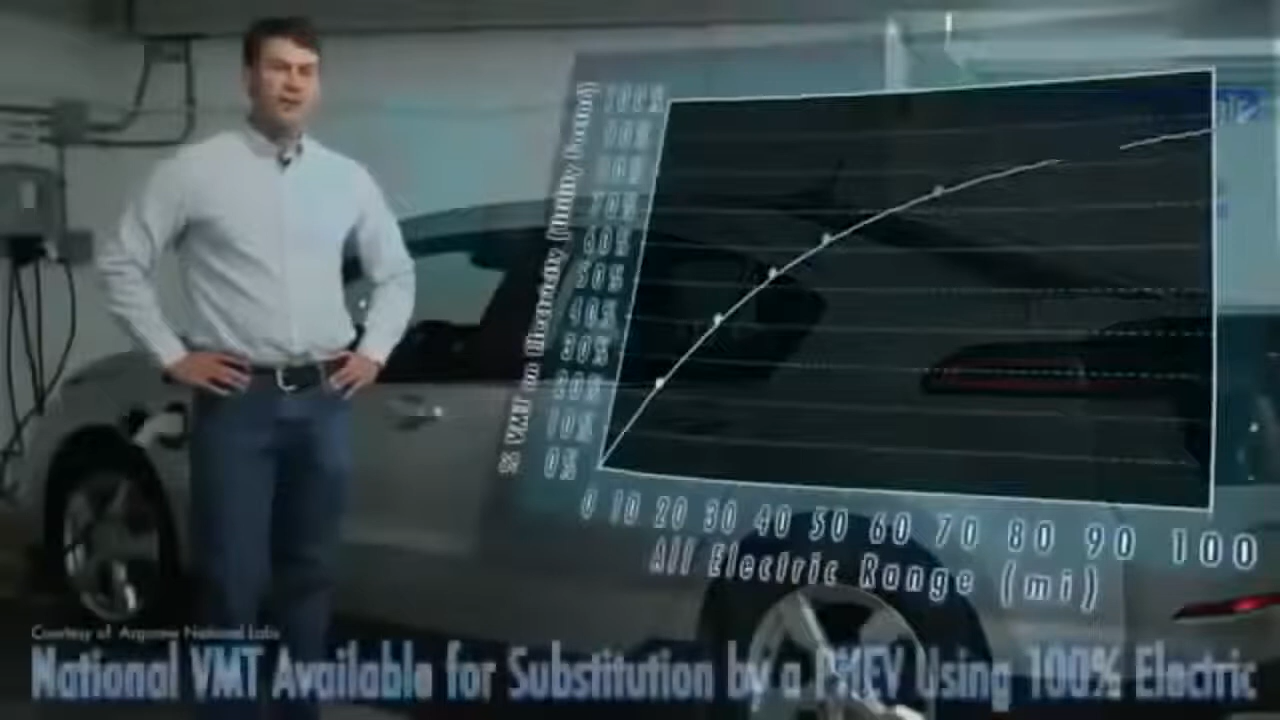 100%
70%
60%
50%
40%
30%
20%
10%
0%
% VMT on Electricity (Utility Factor)
0 10 20 30 40 50 60 70 80 90 100
All Electric Range (mi)
Courtesy of Argonne National Labs
National VMT Available for Substitution by a PHEV Using 100% Electric